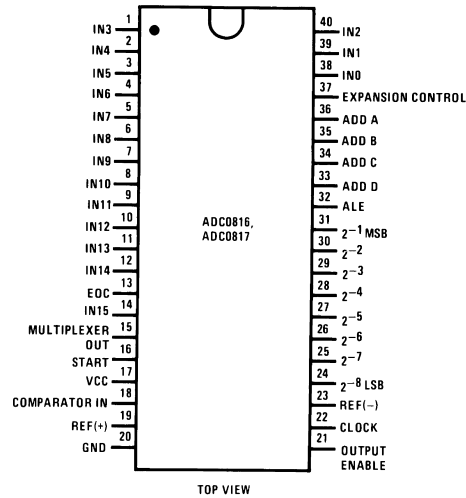 1
IN3
2
IN4
3
IN5
4
IN6
5
IN7
6
IN8
7
IN9
8
IN10
9
IN11
10
IN12
11
IN13
12
IN14
13
EOC
14
IN15
15
MULTIPLEXER
OUT
16
START
17
VCC
18
COMPARATOR IN
19
REF(+)
20
GND
ADC0816,
ADC0817
40
IN2
39
IN1
38
IN0
37
EXPANSION CONTROL
36
ADD A
35
ADD B
34
ADD C
33
ADD D
32
ALE
31
2⁻¹ MSB
30
2⁻²
29
2⁻³
28
2⁻⁴
27
2⁻⁵
26
2⁻⁶
25
2⁻⁷
24
2⁻⁸ LSB
23
REF(−)
22
CLOCK
21
OUTPUT
ENABLE
TOP VIEW